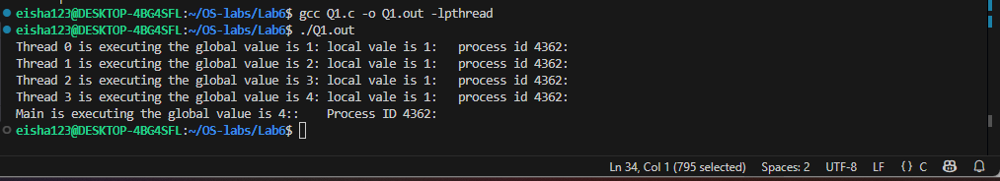 eisha123@DESKTOP-4BG4SFL:~/OS-labs/Lab6$ gcc Q1.c -o Q1.out -lpthread
eisha123@DESKTOP-4BG4SFL:~/OS-labs/Lab6$ ./Q1.out
Thread 0 is executing the global value is 1: local vale is 1:   process id 4362:
Thread 1 is executing the global value is 2: local vale is 1:   process id 4362:
Thread 2 is executing the global value is 3: local vale is 1:   process id 4362:
Thread 3 is executing the global value is 4: local vale is 1:   process id 4362:
Main is executing the global value is 4::    Process ID 4362:
eisha123@DESKTOP-4BG4SFL:~/OS-labs/Lab6$
Ln 34, Col 1 (795 selected) Spaces: 2 UTF-8 LF {} C